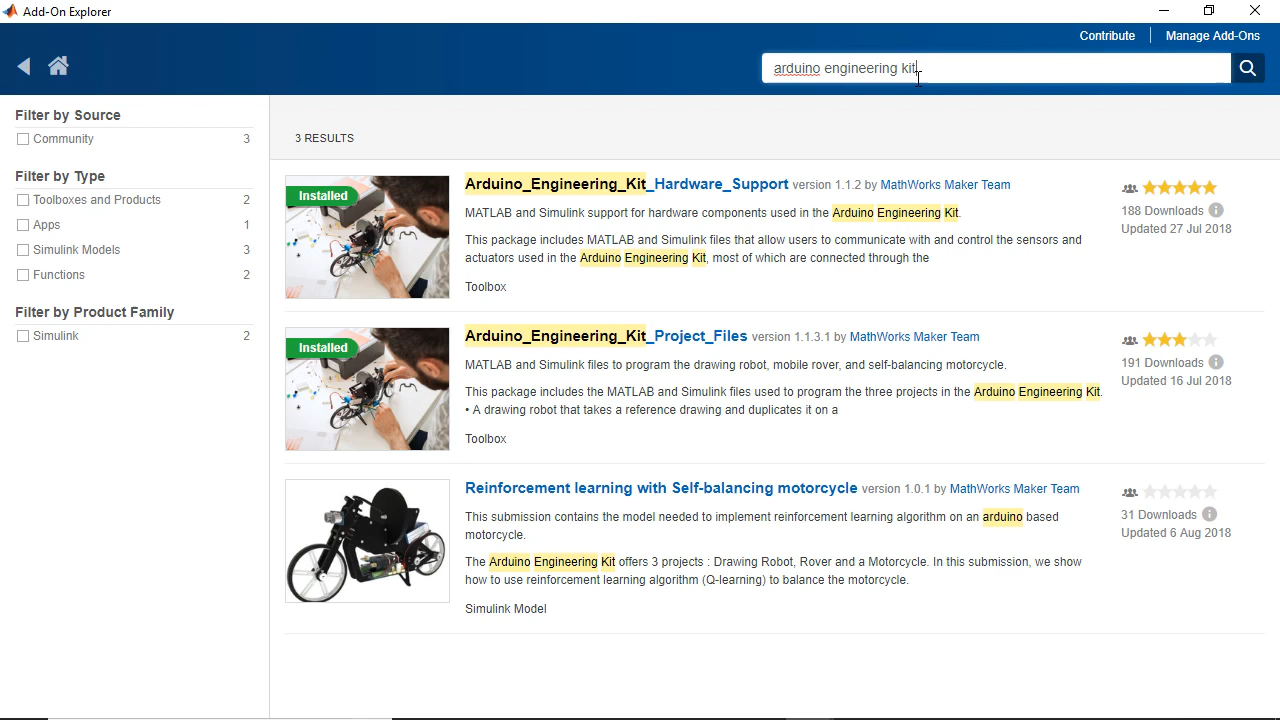 Add-On Explorer
Contribute
Manage Add-Ons
arduino engineering kit
Filter by Source
Community 3
Filter by Type
Toolboxes and Products 2
Apps 1
Simulink Models 3
Functions 2
Filter by Product Family
Simulink 2
3 RESULTS
Installed
Arduino_Engineering_Kit_Hardware_Support version 1.1.2 by MathWorks Maker Team
MATLAB and Simulink support for hardware components used in the Arduino Engineering Kit.
This package includes MATLAB and Simulink files that allow users to communicate with and control the sensors and
actuators used in the Arduino Engineering Kit, most of which are connected through the
Toolbox
188 Downloads
Updated 27 Jul 2018
Installed
Arduino_Engineering_Kit_Project_Files version 1.1.3.1 by MathWorks Maker Team
MATLAB and Simulink files to program the drawing robot, mobile rover, and self-balancing motorcycle.
This package includes the MATLAB and Simulink files used to program the three projects in the Arduino Engineering Kit.
• A drawing robot that takes a reference drawing and duplicates it on a
Toolbox
191 Downloads
Updated 16 Jul 2018
Reinforcement learning with Self-balancing motorcycle version 1.0.1 by MathWorks Maker Team
This submission contains the model needed to implement reinforcement learning algorithm on an arduino based
motorcycle.
The Arduino Engineering Kit offers 3 projects : Drawing Robot, Rover and a Motorcycle. In this submission, we show
how to use reinforcement learning algorithm (Q-learning) to balance the motorcycle.
Simulink Model
31 Downloads
Updated 6 Aug 2018